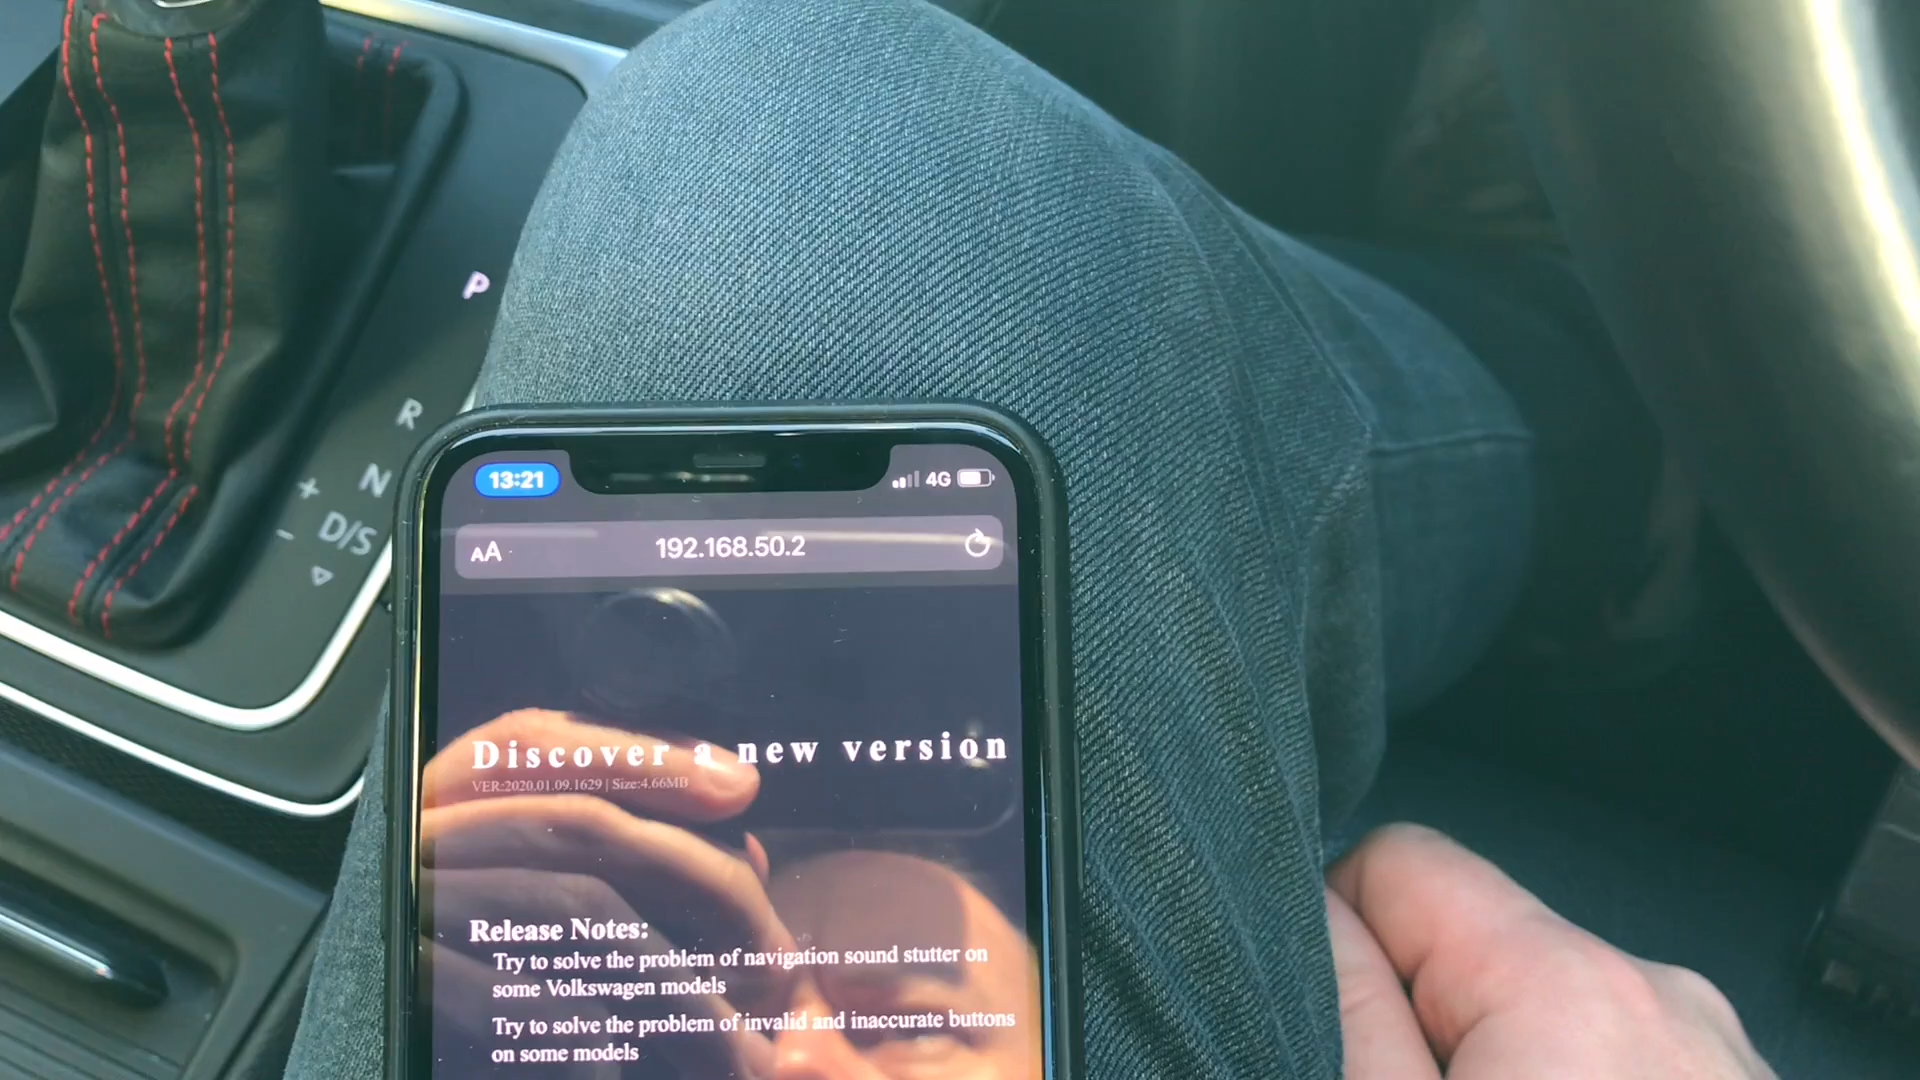 P
R
N
+
D/S
-
13:21
4G
AA
192.168.50.2
Discover a new version
VER:2020.01.09.1629 | Size:4.66MB
Release Notes:
Try to solve the problem of navigation sound stutter on
some Volkswagen models
Try to solve the problem of invalid and inaccurate buttons
on some models